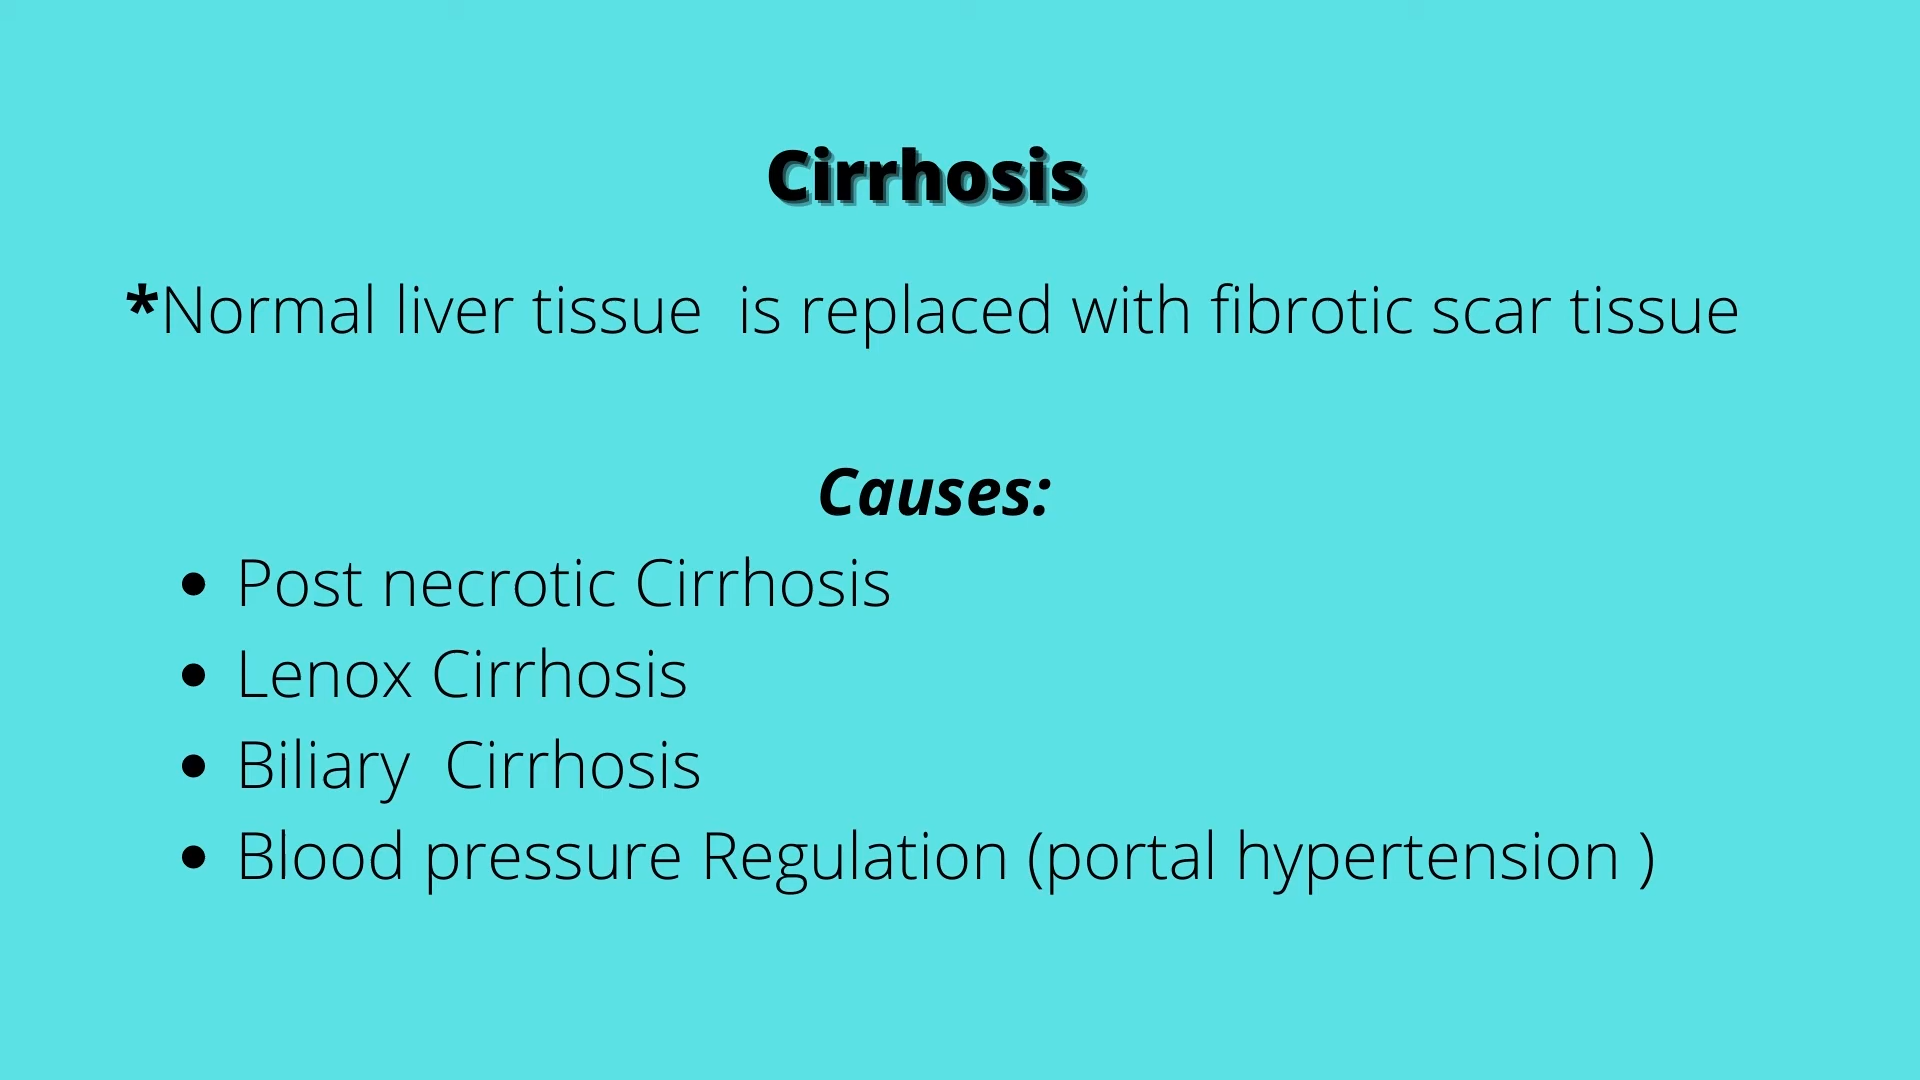 Cirrhosis
*Normal liver tissue  is replaced with fibrotic scar tissue
Causes:
• Post necrotic Cirrhosis
• Lenox Cirrhosis
• Biliary  Cirrhosis
• Blood pressure Regulation (portal hypertension )